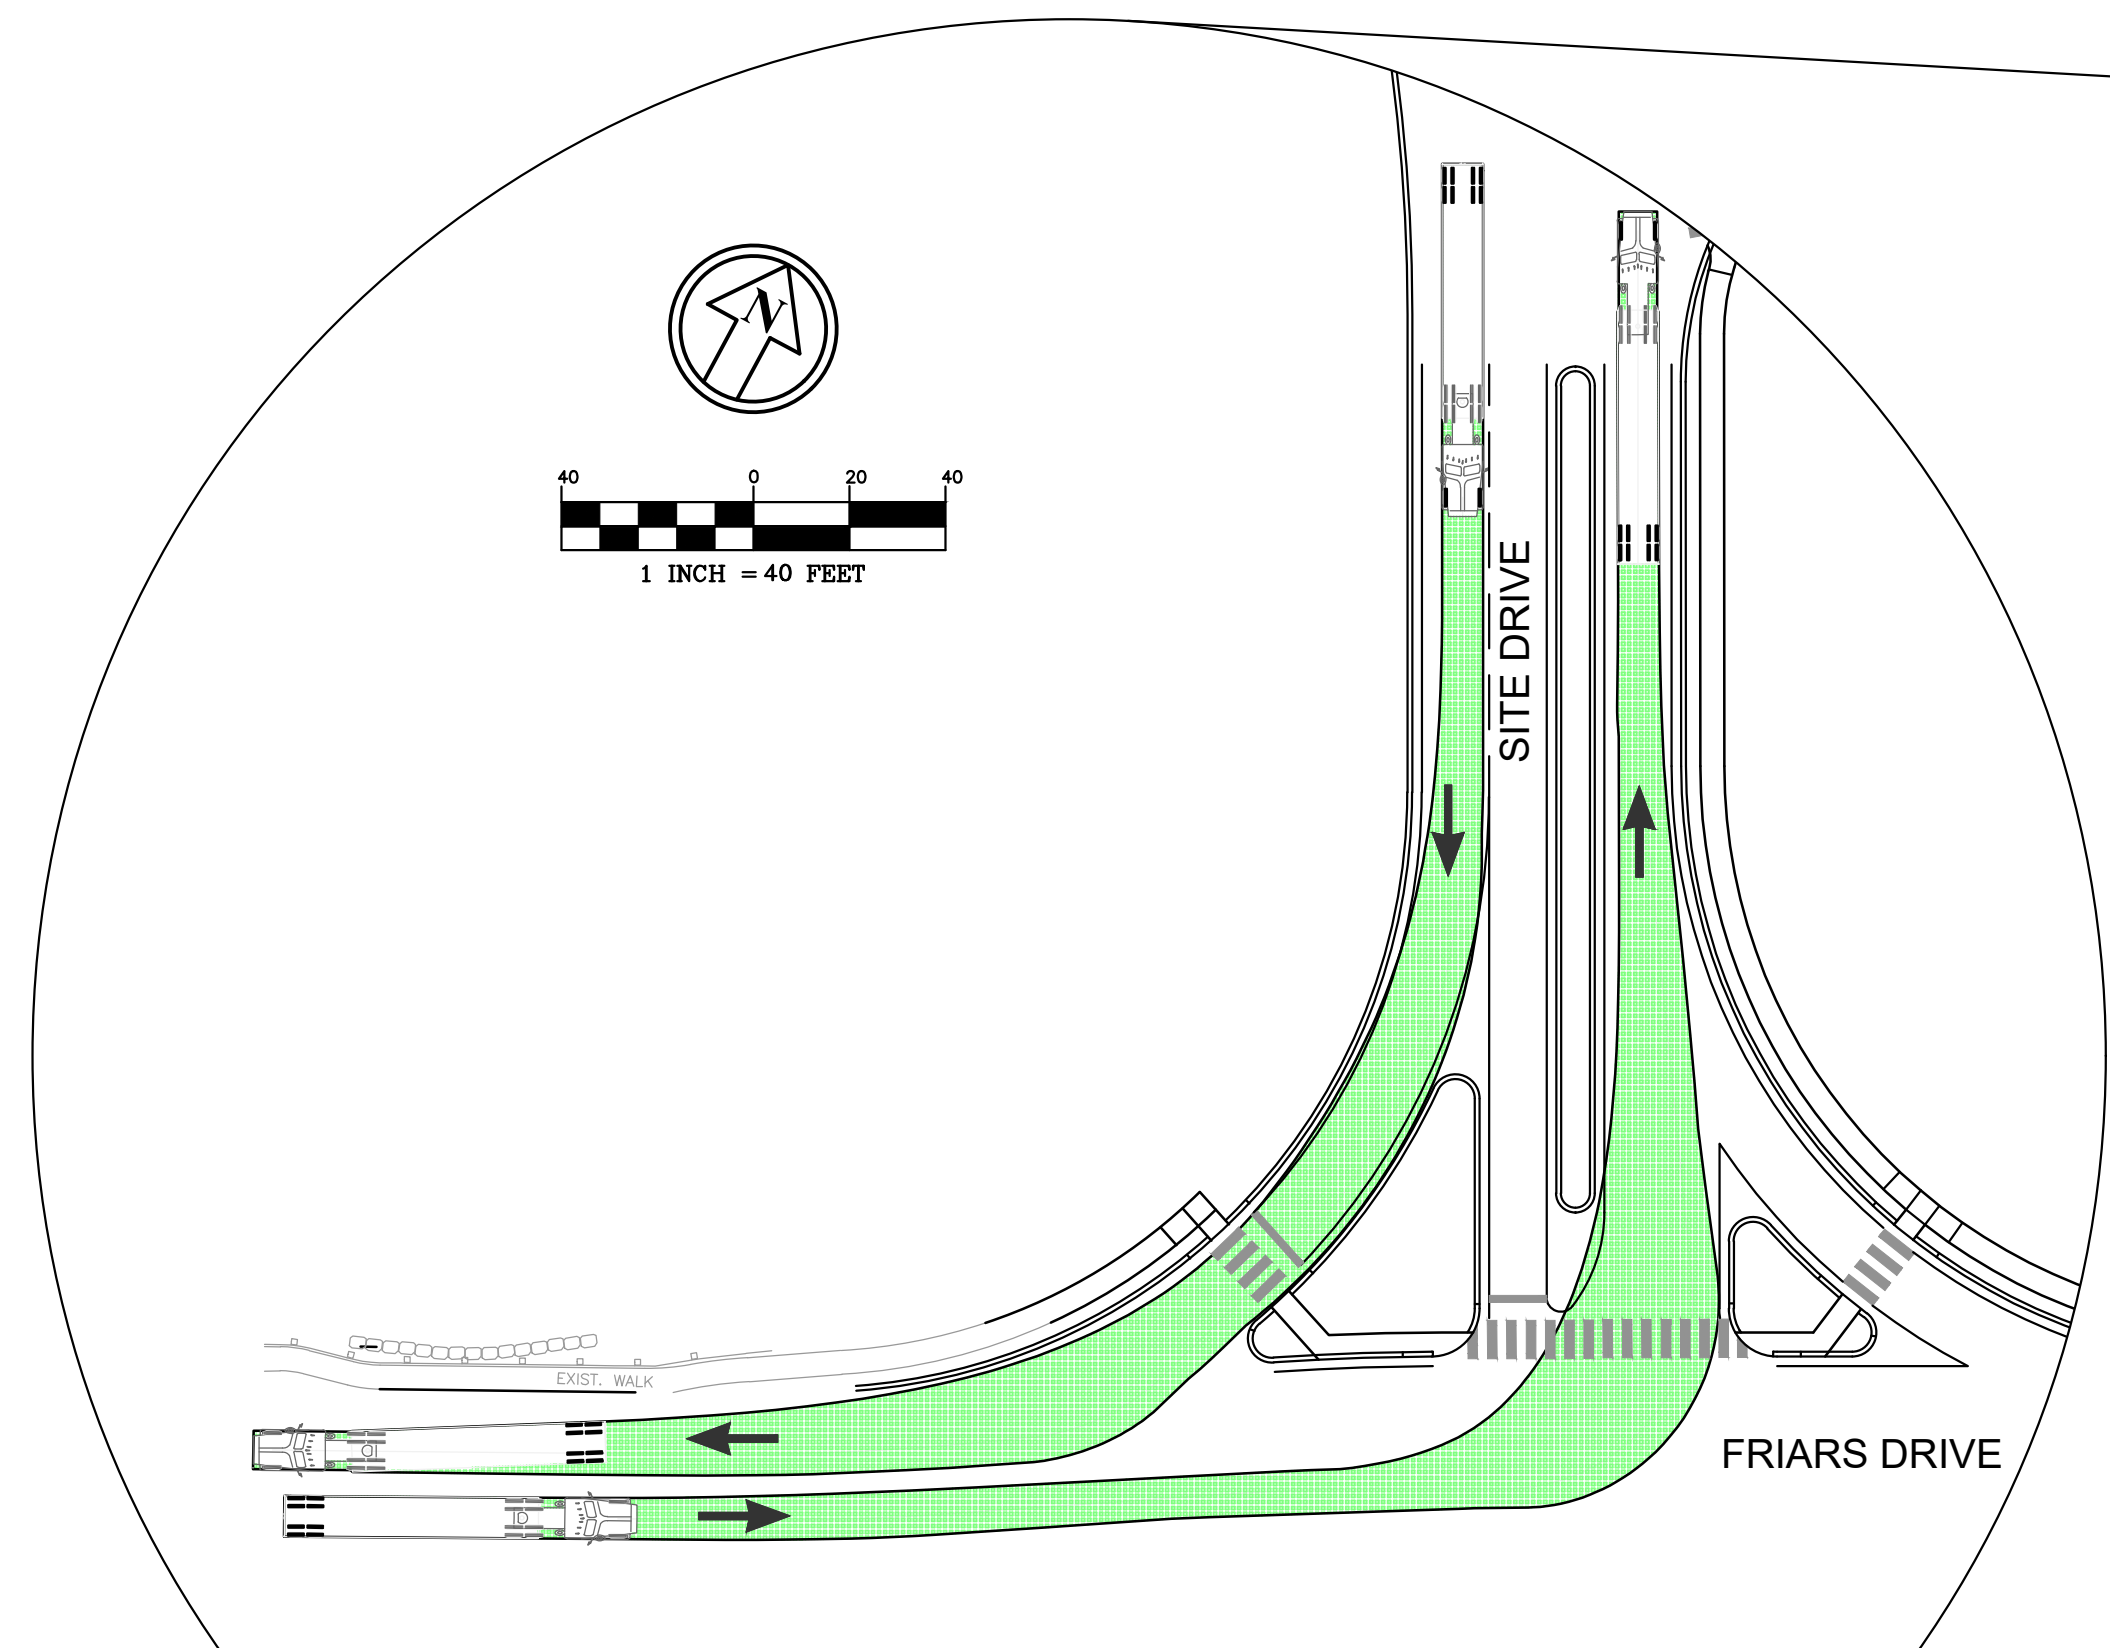 N
40 0 20 40
1 INCH = 40 FEET
SITE DRIVE
EXIST. WALK
FRIARS DRIVE